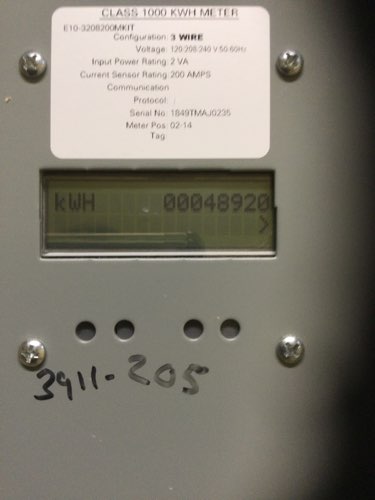 CLASS 1000 KWH METER
E10-3208200MKIT
Configuration: 3 WIRE
Voltage: 120/208-240 V 50-60Hz
Input Power Rating: 2 VA
Current Sensor Rating: 200 AMPS
Communication
Protocol:
Serial No: 1849TMAJ0235
Meter Pos: 02-14
Tag:
kWH 00048920
>
3911-205